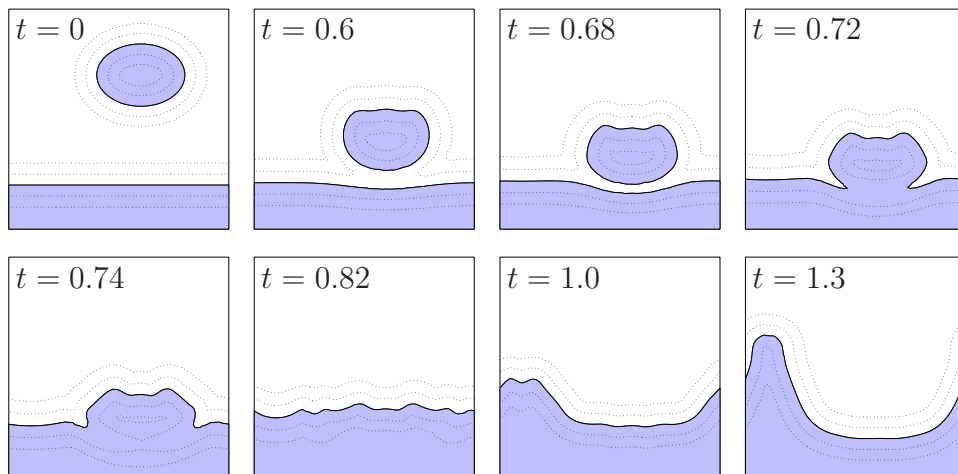 t = 0
t = 0.6
t = 0.68
t = 0.72
t = 0.74
t = 0.82
t = 1.0
t = 1.3